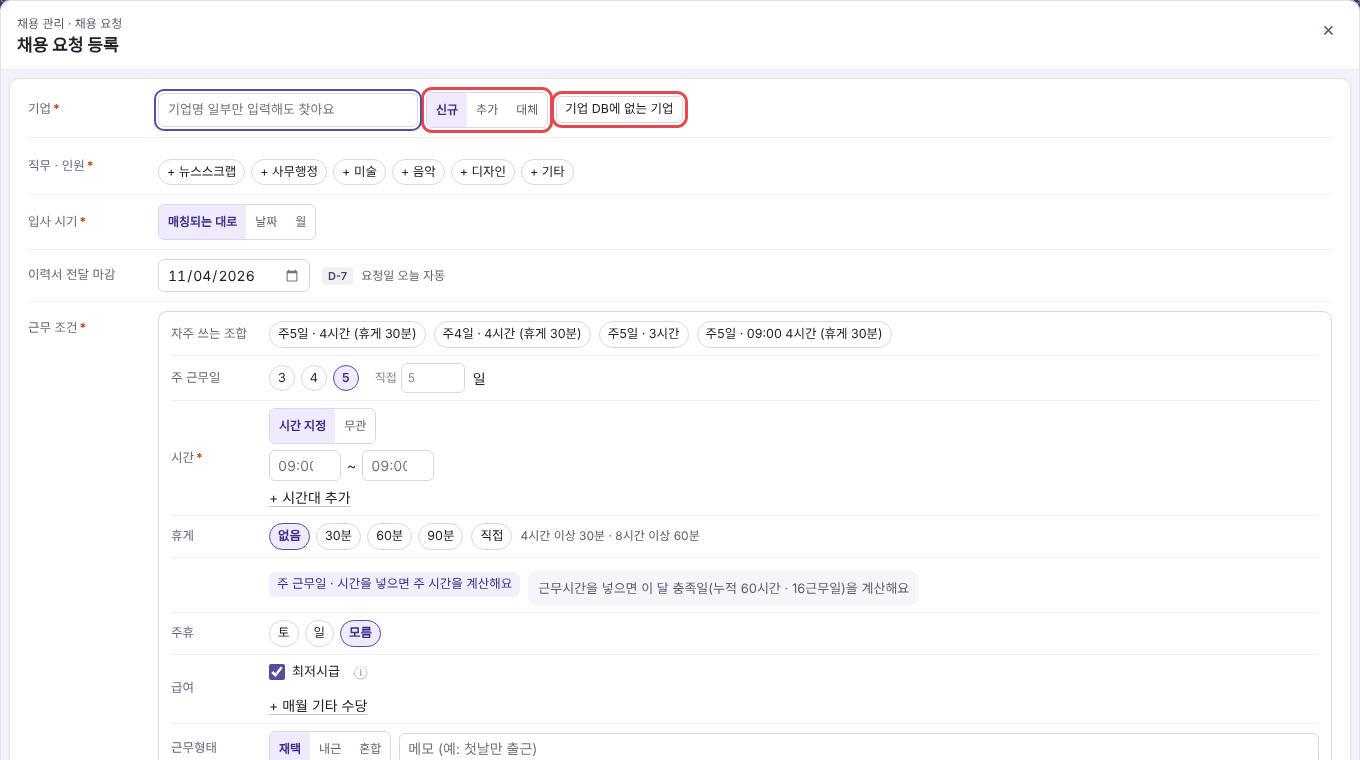 채용 관리 · 채용 요청
채용 요청 등록
×
기업 * 기업명 일부만 입력해도 찾아요 신규 추가 대체 기업 DB에 없는 기업
직무 · 인원 * + 뉴스스크랩 + 사무행정 + 미술 + 음악 + 디자인 + 기타
입사 시기 * 매칭되는 대로 날짜 월
이력서 전달 마감 11/04/2026 D-7 요청일 오늘 자동
근무 조건 *
자주 쓰는 조합 주5일 · 4시간 (휴게 30분) 주4일 · 4시간 (휴게 30분) 주5일 · 3시간 주5일 · 09:00 4시간 (휴게 30분)
주 근무일 3 4 5 직접 5 일
시간 지정 무관
시간 *
09:00 ~ 09:00
+ 시간대 추가
휴게 없음 30분 60분 90분 직접 4시간 이상 30분 · 8시간 이상 60분
주 근무일 · 시간을 넣으면 주 시간을 계산해요 근무시간을 넣으면 이 달 충족일(누적 60시간 · 16근무일)을 계산해요
주휴 토 일 모름
급여 최저시급 ⓘ
+ 매월 기타 수당
근무형태 재택 내근 혼합 메모 (예: 첫날만 출근)